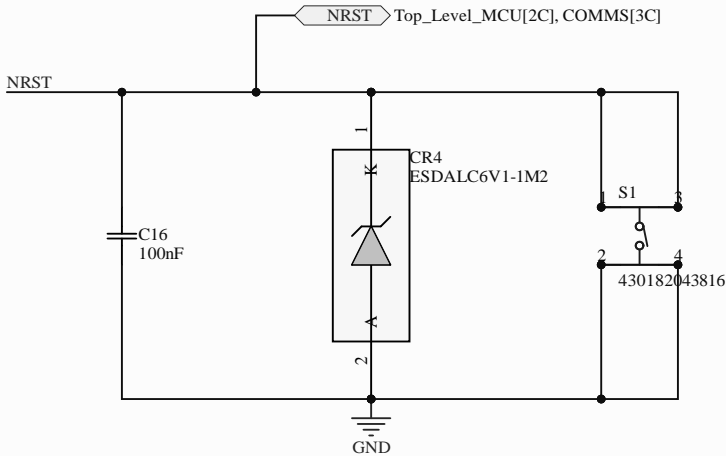 NRST
Top_Level_MCU[2C], COMMS[3C]
NRST
1
K
CR4
ESDALC6V1-1M2
1
S1
3
C16
100nF
2
4
430182043816
A
2
GND